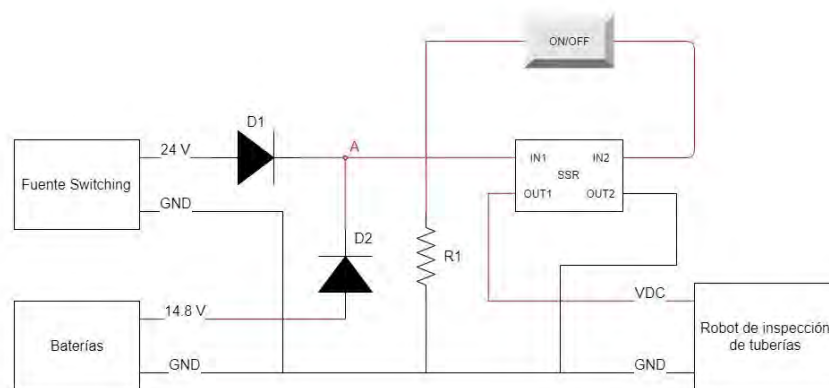 ON/OFF
D1
A
24 V
Fuente Switching
GND
IN1
IN2
SSR
OUT1
OUT2
D2
R1
14.8 V
Baterías
GND
VDC
GND
Robot de inspección
de tuberías